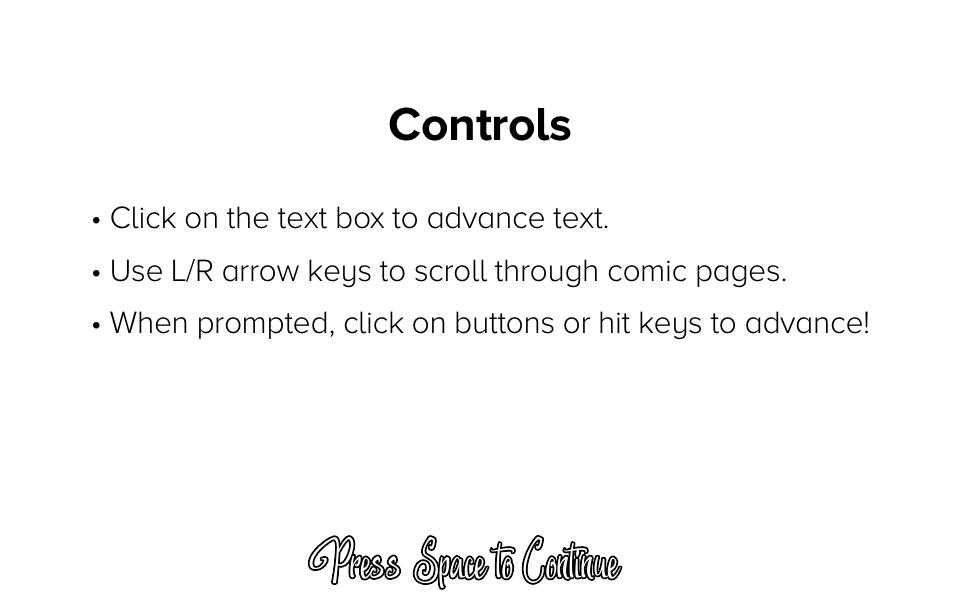 Controls
• Click on the text box to advance text.
• Use L/R arrow keys to scroll through comic pages.
• When prompted, click on buttons or hit keys to advance!
Press Space to Continue